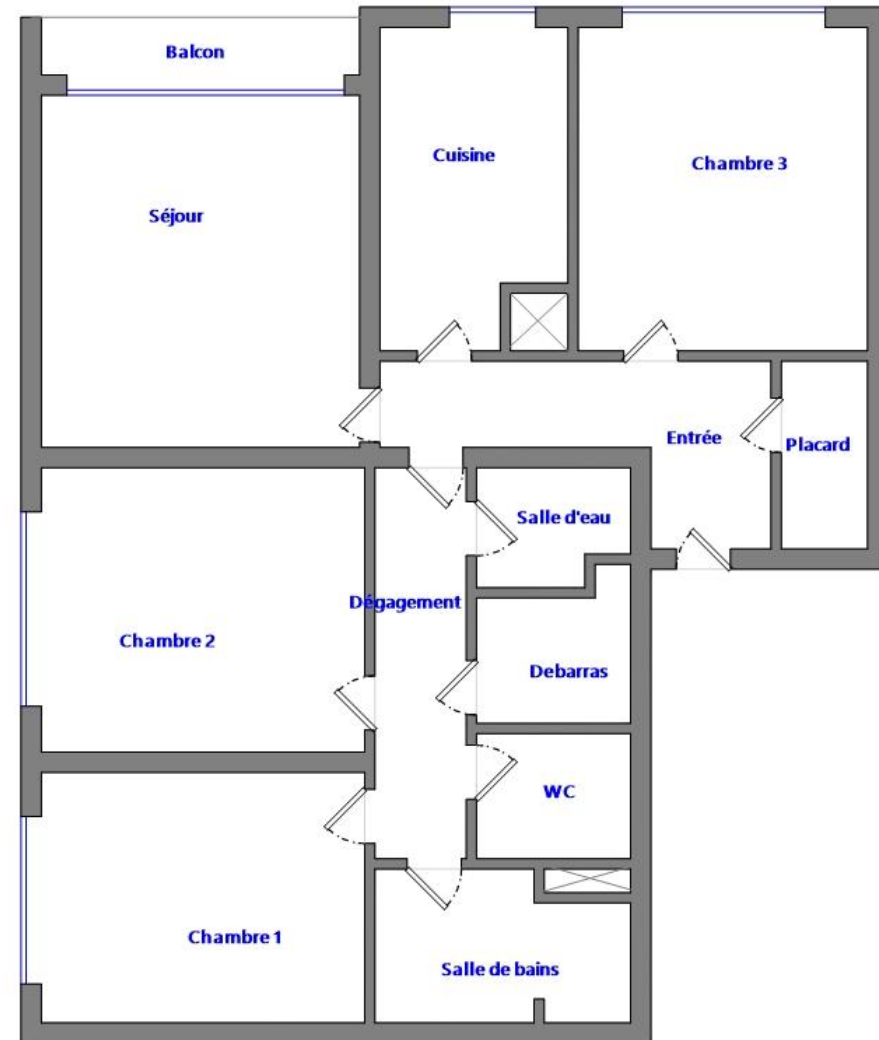 Balcon
Cuisine
Chambre 3
Séjour
Entrée
Placard
Salle d'eau
Dégagement
Chambre 2
Debarras
WC
Chambre 1
Salle de bains